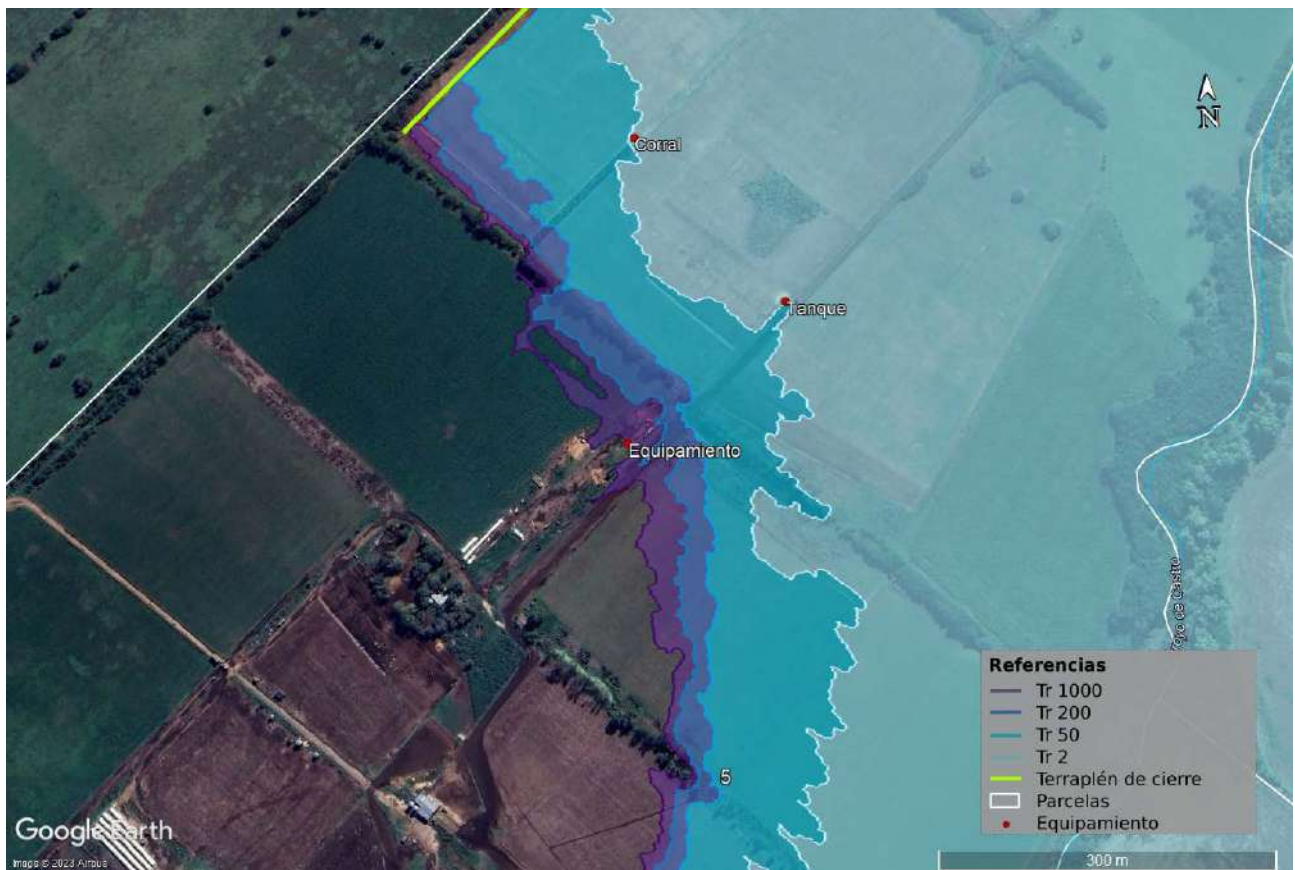 N
Corral
Tanque
Equipamiento
5
Arroyo de Castro
Referencias
Tr 1000
Tr 200
Tr 50
Tr 2
Terraplén de cierre
Parcelas
Equipamiento
Google Earth
Image © 2023 Airbus
300 m